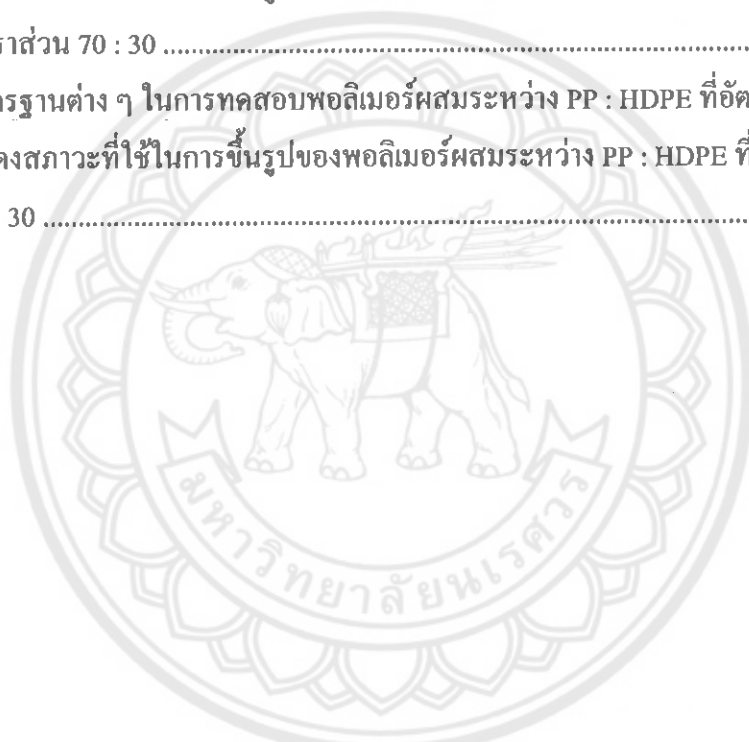 ราส่วน 70 : 30 ........................................................................
ารฐานต่าง ๆ ในการทดสอบพอลิเมอร์ผสมระหว่าง PP : HDPE ที่อัต
ดงสภาวะที่ใช้ในการขึ้นรูปของพอลิเมอร์ผสมระหว่าง PP : HDPE ที่
30 ........................................................................
มหาวิทยาลัยนเรศวร